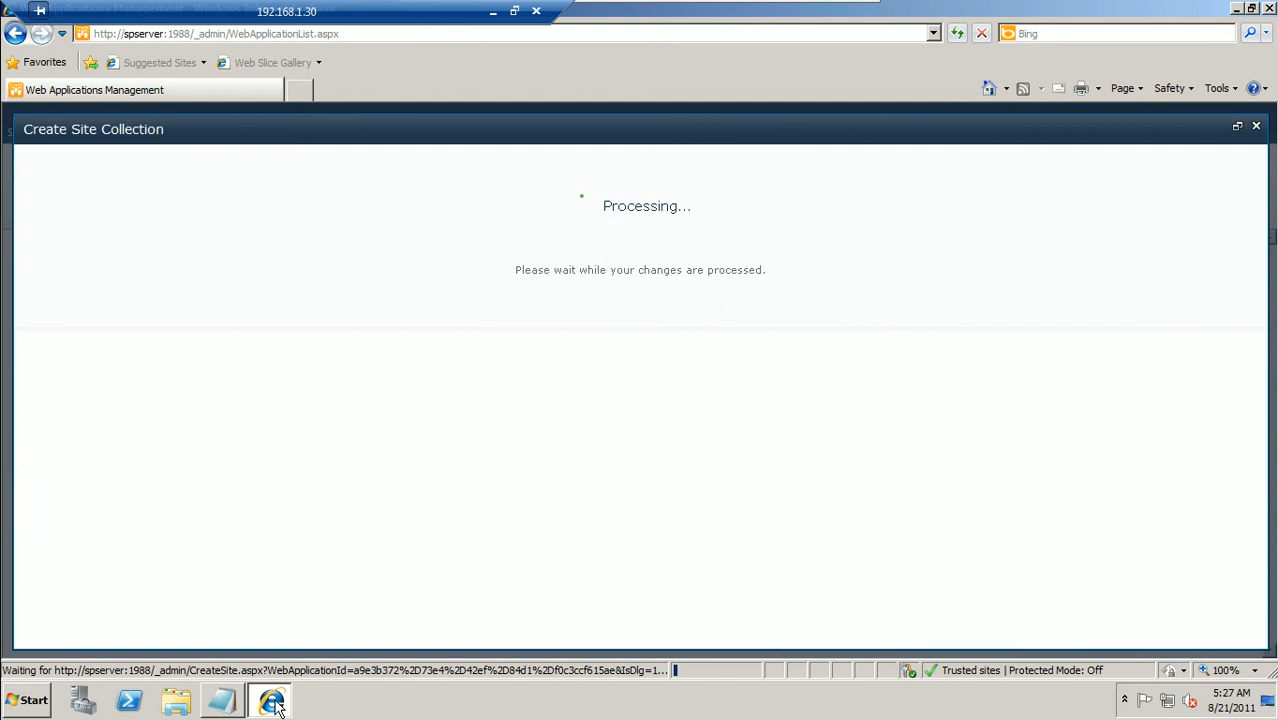 192.168.1.30
http://spserver:1988/_admin/WebApplicationList.aspx
Bing
Favorites
Suggested Sites
Web Slice Gallery
Web Applications Management
Page
Safety
Tools
Create Site Collection
Processing...
Please wait while your changes are processed.
Waiting for http://spserver:1988/_admin/CreateSite.aspx?WebApplicationId=a9e3b372%2D73e4%2D42ef%2D84d1%2Df0c3ccf615ae&IsDlg=1...
Trusted sites | Protected Mode: Off
100%
Start
5:27 AM
8/21/2011